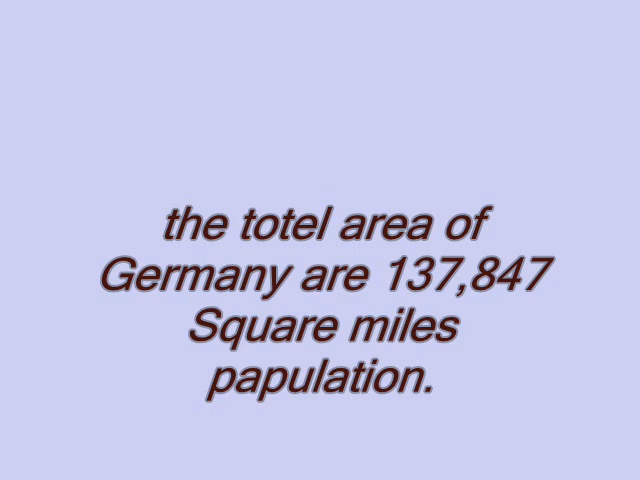 the totel area of
Germany are 137,847
Square miles
papulation.